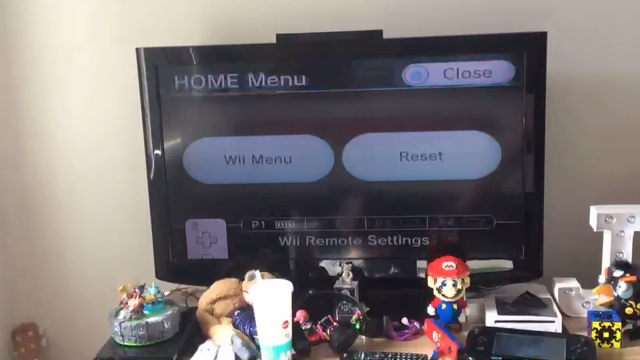 HOME Menu
Close
Wii Menu
Reset
P1
Wii Remote Settings